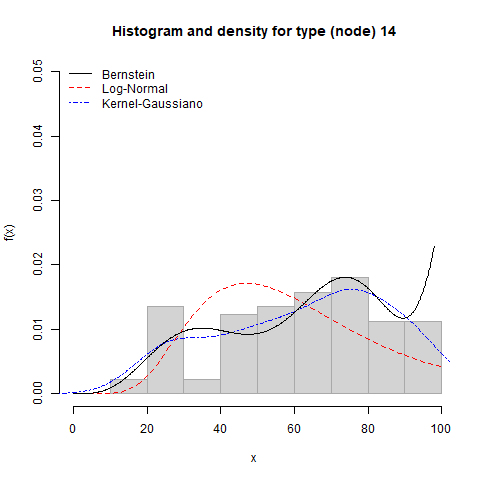 Histogram and density for type (node) 14
Bernstein
Log-Normal
Kernel-Gaussiano
f(x)
0.05
0.04
0.03
0.02
0.01
0.00
0 20 40 60 80 100
x